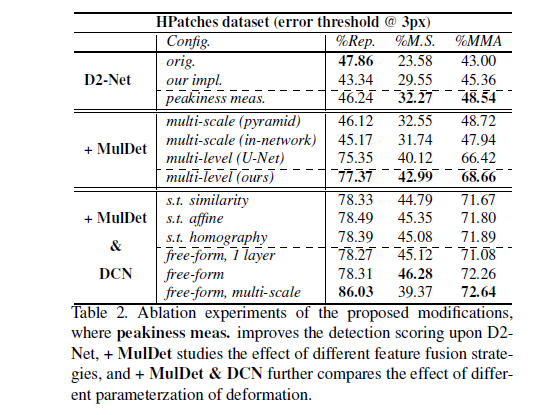 HPatches dataset (error threshold @ 3px)
Config. %Rep. %M.S. %MMA
D2-Net orig. 47.86 23.58 43.00
our impl. 43.34 29.55 45.36
peakiness meas. 46.24 32.27 48.54
+ MulDet multi-scale (pyramid) 46.12 32.55 48.72
multi-scale (in-network) 45.17 31.74 47.94
multi-level (U-Net) 75.35 40.12 66.42
multi-level (ours) 77.37 42.99 68.66
+ MulDet & DCN s.t. similarity 78.33 44.79 71.67
s.t. affine 78.49 45.35 71.80
s.t. homography 78.39 45.08 71.89
free-form, 1 layer 78.27 45.12 71.08
free-form 78.31 46.28 72.26
free-form, multi-scale 86.03 39.37 72.64
Table 2. Ablation experiments of the proposed modifications,
where peakiness meas. improves the detection scoring upon D2-
Net, + MulDet studies the effect of different feature fusion strate-
gies, and + MulDet & DCN further compares the effect of differ-
ent parameterzation of deformation.